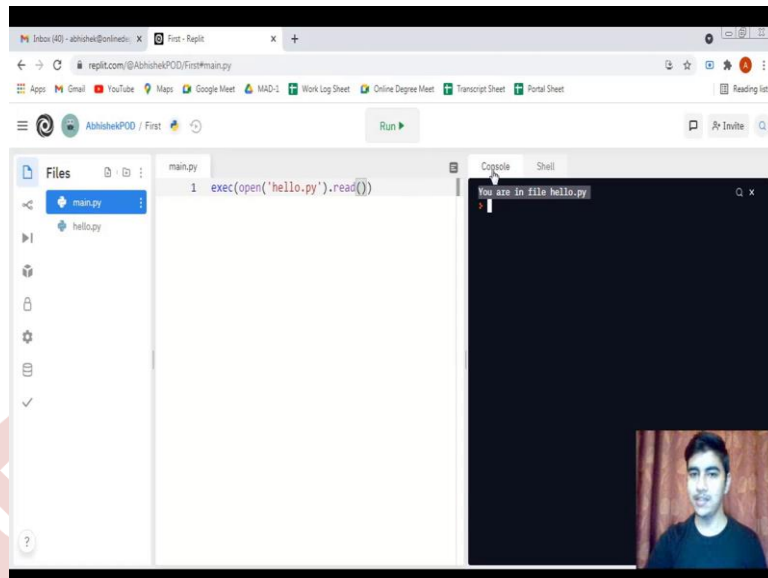 Inbox (40) - abhishek@onlinede
First - Replit
replit.com/@AbhishekPOD/First#main.py
Apps Gmail YouTube Maps Google Meet MAD-1 Work Log Sheet Online Degree Meet Transcript Sheet Portal Sheet Reading list
AbhishekPOD / First
Run
Invite
Files
main.py
hello.py
main.py
1 exec(open('hello.py').read())
Console Shell
You are in file hello.py